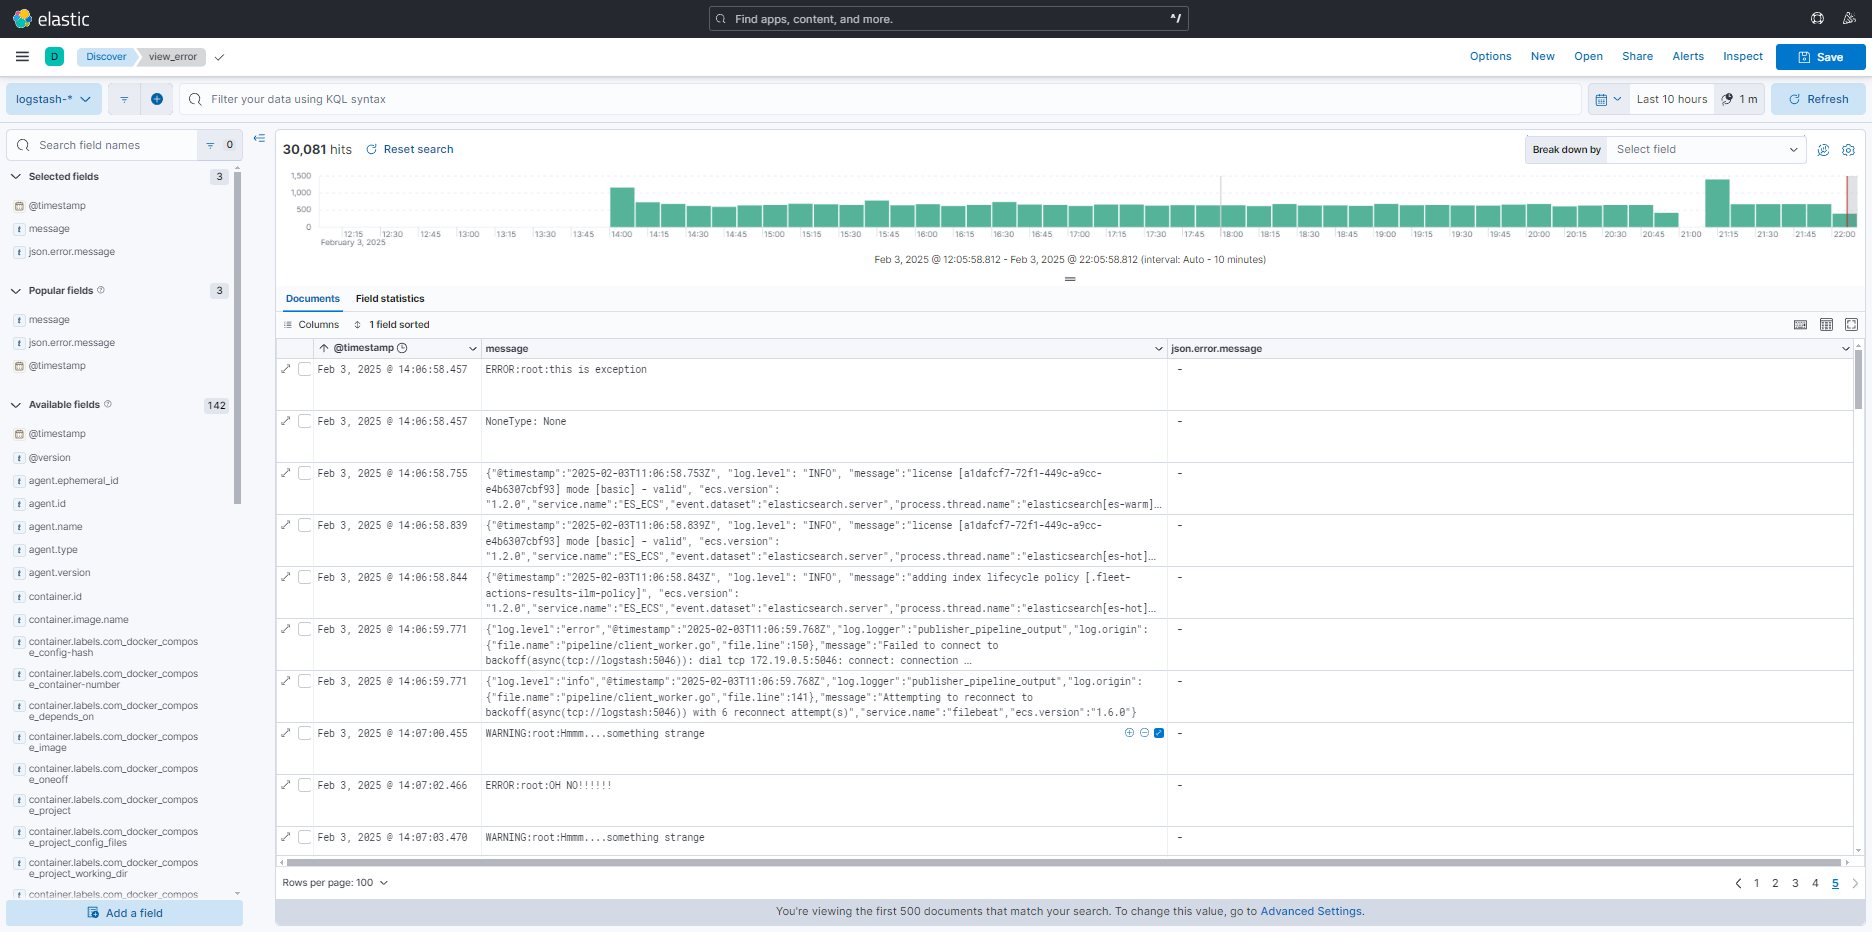 elastic
Find apps, content, and more.
^/
D
Discover
view_error
Options
New
Open
Share
Alerts
Inspect
Save
logstash-*
Filter your data using KQL syntax
Last 10 hours
1 m
Refresh
Search field names
0
Selected fields
3
@timestamp
message
json.error.message
Popular fields
3
message
json.error.message
@timestamp
Available fields
142
@timestamp
@version
agent.ephemeral_id
agent.id
agent.name
agent.type
agent.version
container.id
container.image.name
container.labels.com_docker_compos
e_config-hash
container.labels.com_docker_compos
e_container-number
container.labels.com_docker_compos
e_depends_on
container.labels.com_docker_compos
e_image
container.labels.com_docker_compos
e_oneoff
container.labels.com_docker_compos
e_project
container.labels.com_docker_compos
e_project_config_files
container.labels.com_docker_compos
e_project_working_dir
container.labels.com_docker_compos
Add a field
30,081 hits
Reset search
Break down by
Select field
1,500
1,000
500
0
12:15 12:30 12:45 13:00 13:15 13:30 13:45 14:00 14:15 14:30 14:45 15:00 15:15 15:30 15:45 16:00 16:15 16:30 16:45 17:00 17:15 17:30 17:45 18:00 18:15 18:30 18:45 19:00 19:15 19:30 19:45 20:00 20:15 20:30 20:45 21:00 21:15 21:30 21:45 22:00
February 3, 2025
Feb 3, 2025 @ 12:05:58.812 - Feb 3, 2025 @ 22:05:58.812 (interval: Auto - 10 minutes)
Documents
Field statistics
Columns
1 field sorted
@timestamp
message
json.error.message
Feb 3, 2025 @ 14:06:58.457
ERROR:root:this is exception
-
Feb 3, 2025 @ 14:06:58.457
NoneType: None
-
Feb 3, 2025 @ 14:06:58.755
{"@timestamp":"2025-02-03T11:06:58.753Z", "log.level": "INFO", "message":"license [a1dafcf7-72f1-449c-a9cc-
e4b6307cbf93] mode [basic] - valid", "ecs.version":
"1.2.0","service.name":"ES_ECS","event.dataset":"elasticsearch.server","process.thread.name":"elasticsearch[es-warm]...
-
Feb 3, 2025 @ 14:06:58.839
{"@timestamp":"2025-02-03T11:06:58.839Z", "log.level": "INFO", "message":"license [a1dafcf7-72f1-449c-a9cc-
e4b6307cbf93] mode [basic] - valid", "ecs.version":
"1.2.0","service.name":"ES_ECS","event.dataset":"elasticsearch.server","process.thread.name":"elasticsearch[es-hot]...
-
Feb 3, 2025 @ 14:06:58.844
{"@timestamp":"2025-02-03T11:06:58.843Z", "log.level": "INFO", "message":"adding index lifecycle policy [.fleet-
actions-results-ilm-policy]", "ecs.version":
"1.2.0","service.name":"ES_ECS","event.dataset":"elasticsearch.server","process.thread.name":"elasticsearch[es-hot]...
-
Feb 3, 2025 @ 14:06:59.771
{"log.level":"error","@timestamp":"2025-02-03T11:06:59.768Z","log.logger":"publisher_pipeline_output","log.origin":
{"file.name":"pipeline/client_worker.go","file.line":150},"message":"Failed to connect to
backoff(async(tcp://logstash:5046)): dial tcp 172.19.0.5:5046: connect: connection ...
-
Feb 3, 2025 @ 14:06:59.771
{"log.level":"info","@timestamp":"2025-02-03T11:06:59.768Z","log.logger":"publisher_pipeline_output","log.origin":
{"file.name":"pipeline/client_worker.go","file.line":141},"message":"Attempting to reconnect to
backoff(async(tcp://logstash:5046)) with 6 reconnect attempt(s)","service.name":"filebeat","ecs.version":"1.6.0"}
-
Feb 3, 2025 @ 14:07:00.455
WARNING:root:Hmmm....something strange
-
Feb 3, 2025 @ 14:07:02.466
ERROR:root:OH NO!!!!!!
-
Feb 3, 2025 @ 14:07:03.470
WARNING:root:Hmmm....something strange
-
Rows per page: 100
1 2 3 4 5
You're viewing the first 500 documents that match your search. To change this value, go to Advanced Settings.